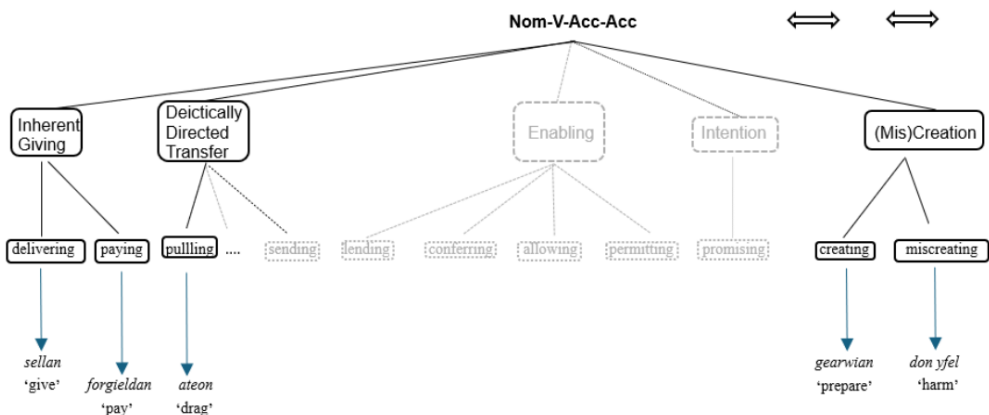 Nom-V-Acc-Acc
Inherent
Giving
Deictically
Directed
Transfer
Enabling
Intention
(Mis)Creation
delivering
paying
pullling
....
sending
lending
conferring
allowing
permitting
promising
creating
miscreating
sellan
'give'
forgieldan
'pay'
ateon
'drag'
gearwian
'prepare'
don yfel
'harm'